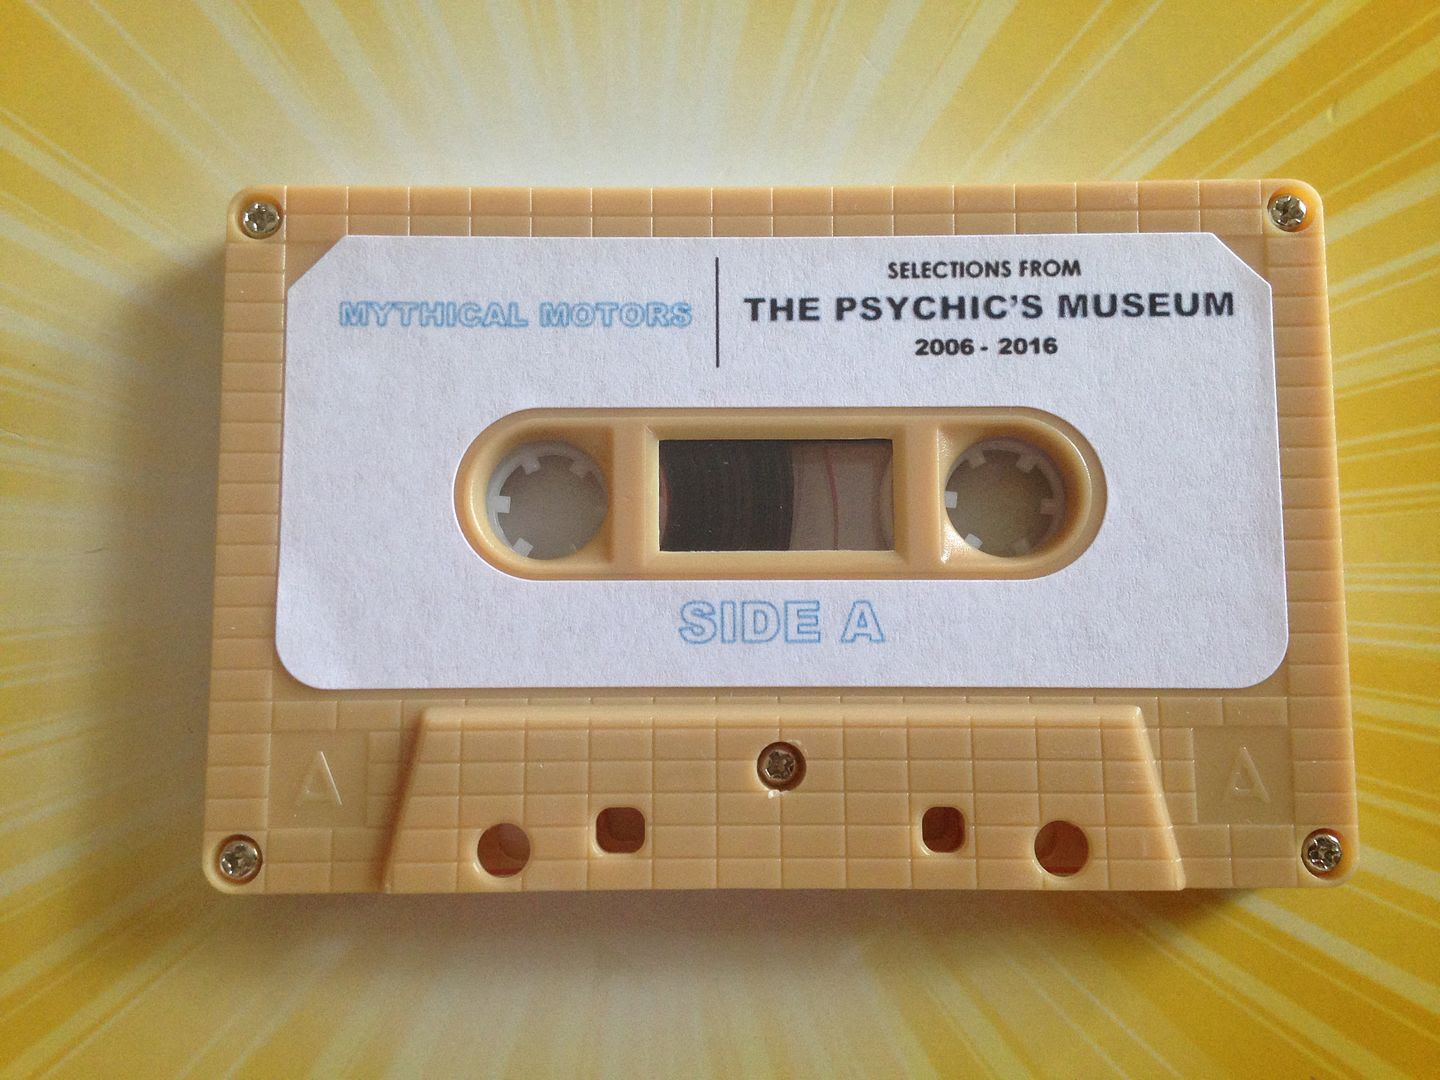 MYTHICAL MOTORS
SELECTIONS FROM
THE PSYCHIC'S MUSEUM
2006 - 2016
SIDE A
A
A